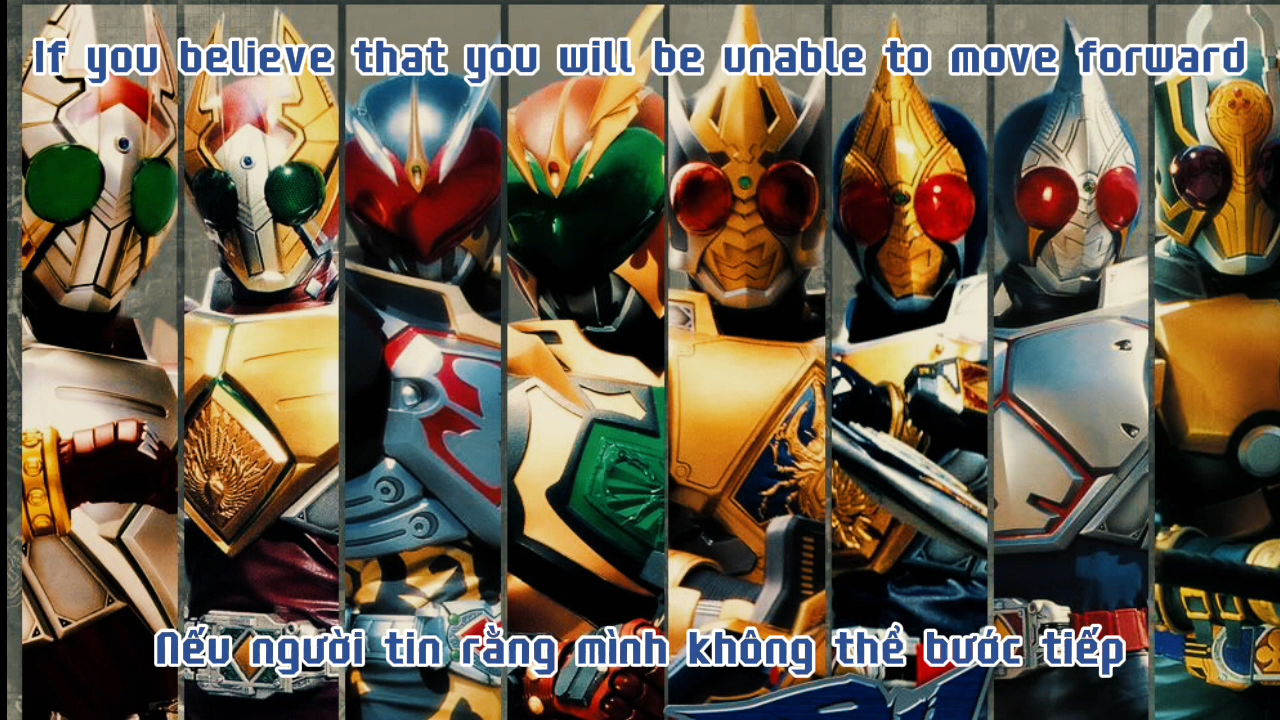 If you believe that you will be unable to move forward
Nếu người tin rằng mình không thể bước tiếp